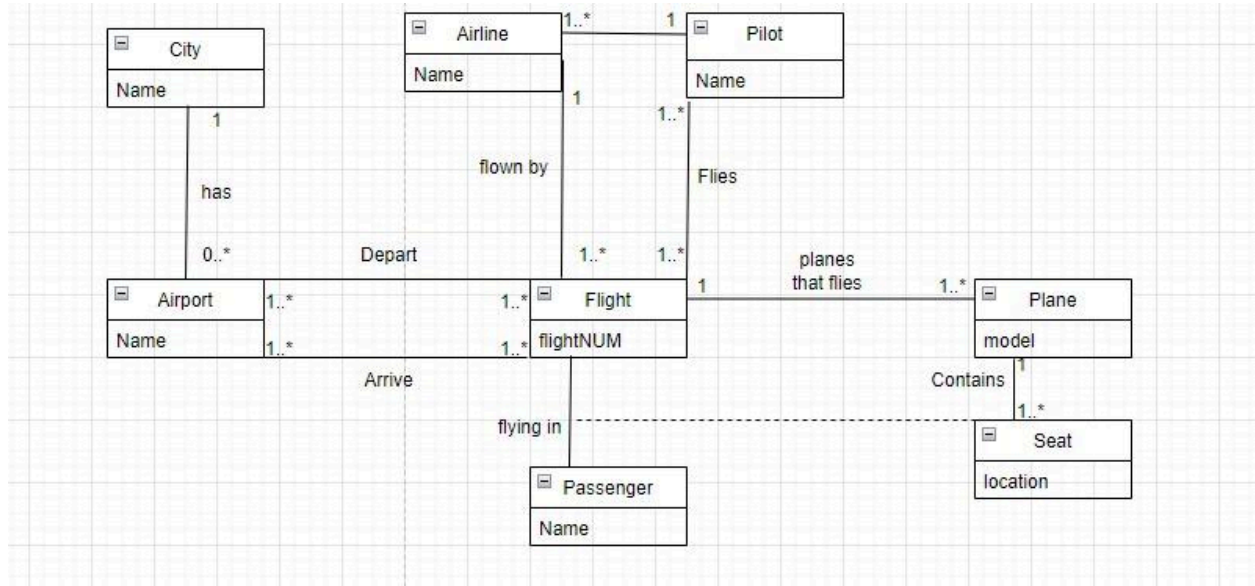 City
Name
1
has
0..*
Airline
Name
1..*
1
Pilot
Name
1
flown by
1..*
1..*
Flies
1..*
Depart
Airport
Name
1..*
1..*
1..*
1..*
Arrive
Flight
flightNUM
1
planes
that flies
1..*
Plane
model
1
Contains
1..*
Seat
location
flying in
Passenger
Name